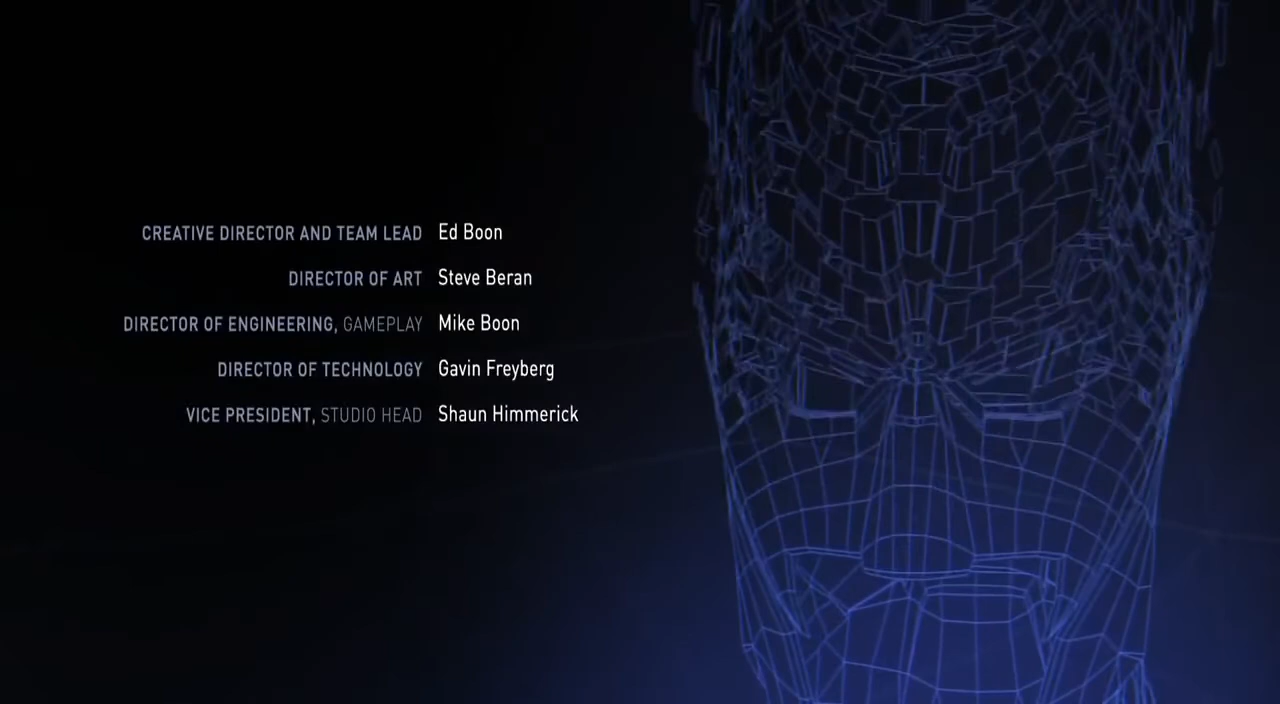 CREATIVE DIRECTOR AND TEAM LEAD Ed Boon
DIRECTOR OF ART Steve Beran
DIRECTOR OF ENGINEERING, GAMEPLAY Mike Boon
DIRECTOR OF TECHNOLOGY Gavin Freyberg
VICE PRESIDENT, STUDIO HEAD Shaun Himmerick